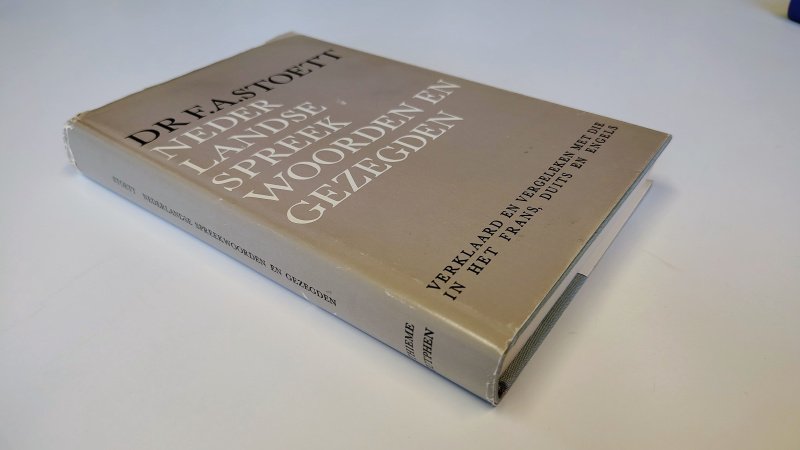 DR F.A.STOETT
NEDER
LANDSE
SPREEK
WOORDEN EN
GEZEGDEN
VERKLAARD EN VERGELEKEN MET DIE
IN HET FRANS, DUITS EN ENGELS
STOETT NEDERLANDSE SPREEKWOORDEN EN GEZEGDEN
THIEME
ZUTPHEN